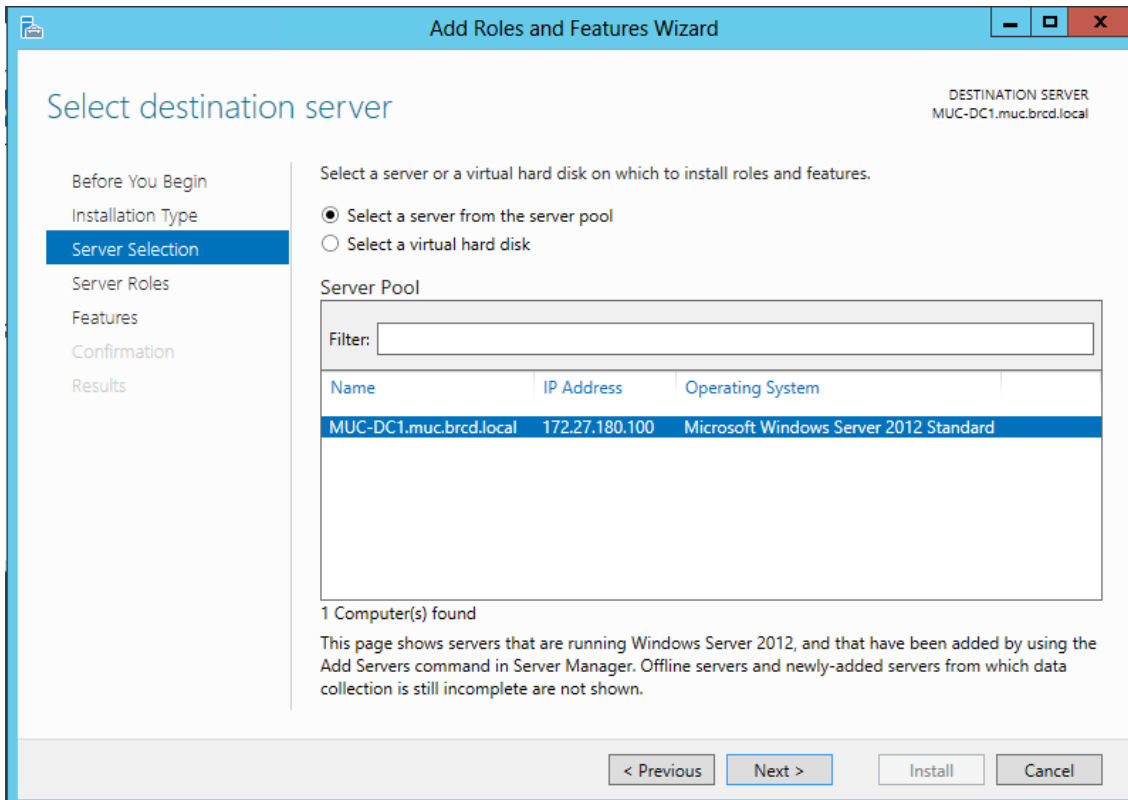 Add Roles and Features Wizard
Select destination server
DESTINATION SERVER
MUC-DC1.muc.brcd.local
Before You Begin
Installation Type
Server Selection
Server Roles
Features
Confirmation
Results
Select a server or a virtual hard disk on which to install roles and features.
Select a server from the server pool
Select a virtual hard disk
Server Pool
Filter:
Name IP Address Operating System
MUC-DC1.muc.brcd.local 172.27.180.100 Microsoft Windows Server 2012 Standard
1 Computer(s) found
This page shows servers that are running Windows Server 2012, and that have been added by using the
Add Servers command in Server Manager. Offline servers and newly-added servers from which data
collection is still incomplete are not shown.
< Previous Next > Install Cancel